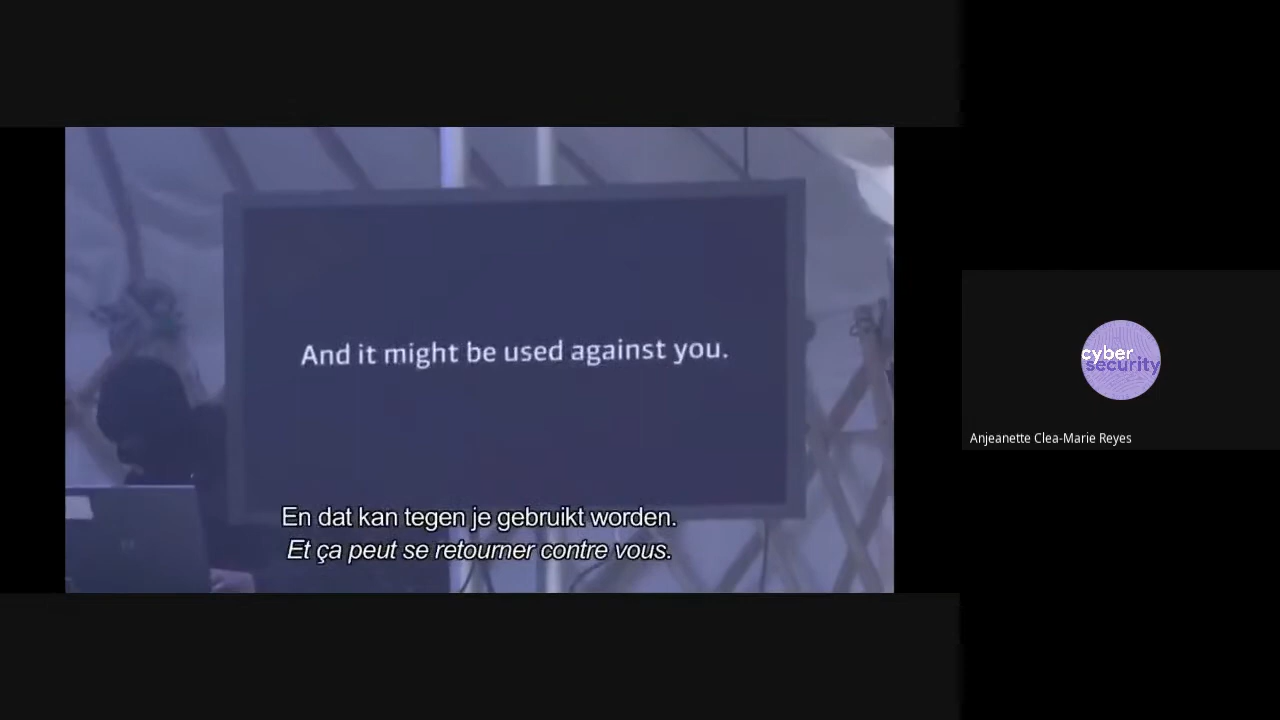 And it might be used against you.
En dat kan tegen je gebruikt worden.
Et ça peut se retourner contre vous.
cyber
security
Anjeanette Clea-Marie Reyes